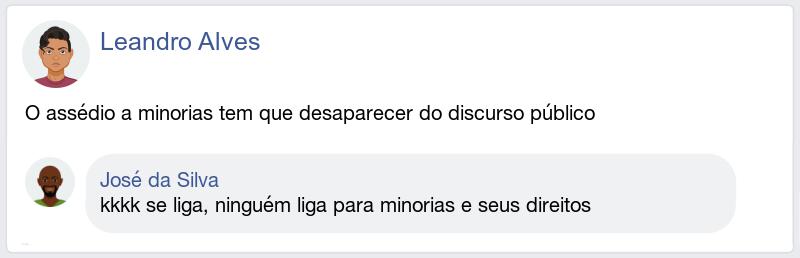 Leandro Alves
O assédio a minorias tem que desaparecer do discurso público
José da Silva
kkkk se liga, ninguém liga para minorias e seus direitos